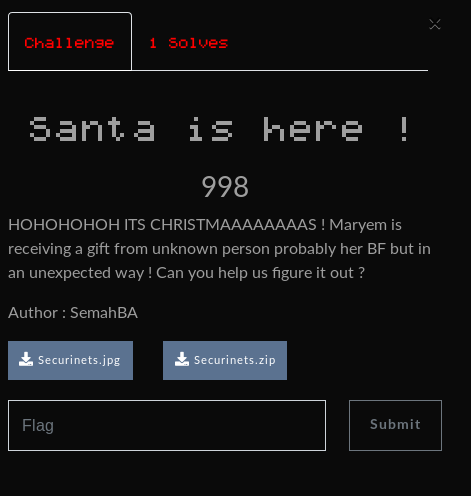 Challenge
1 Solves
Santa is here !
998
HOHOHOHOH ITS CHRISTMAAAAAAAAS ! Maryem is
receiving a gift from unknown person probably her BF but in
an unexpected way ! Can you help us figure it out ?
Author : SemahBA
Securinets.jpg
Securinets.zip
Flag
Submit